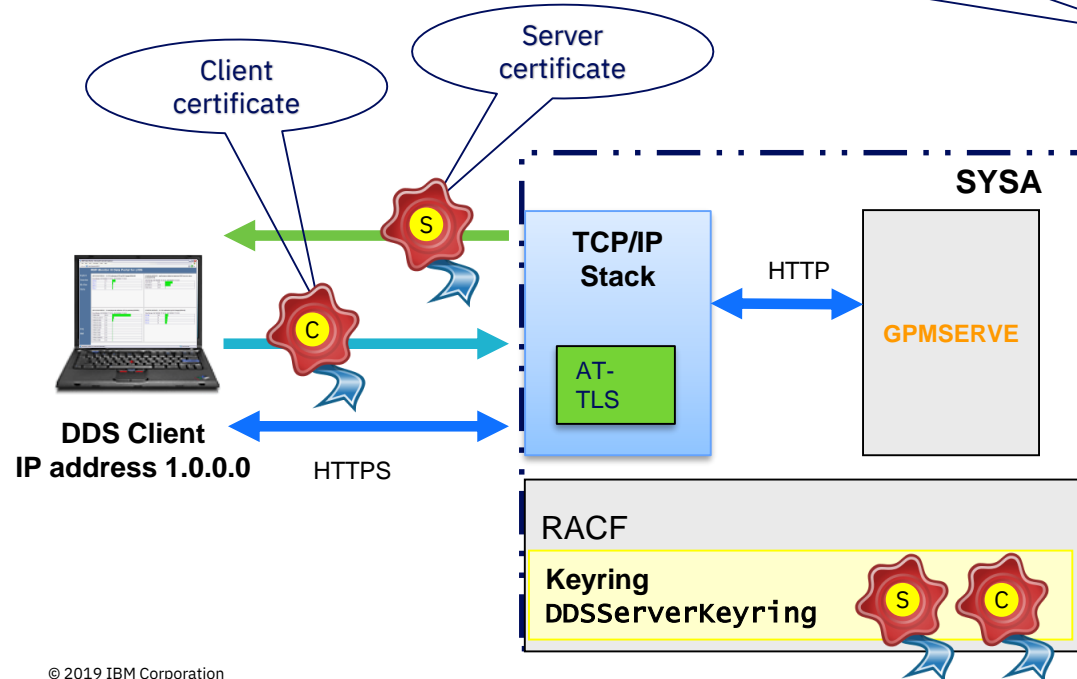 Client
certificate
Server
certificate
SYSA
S
TCP/IP
Stack
HTTP
C
GPMSERVE
AT-
TLS
DDS Client
IP address 1.0.0.0
HTTPS
RACF
Keyring
DDSServerKeyring
S
C
© 2019 IBM Corporation